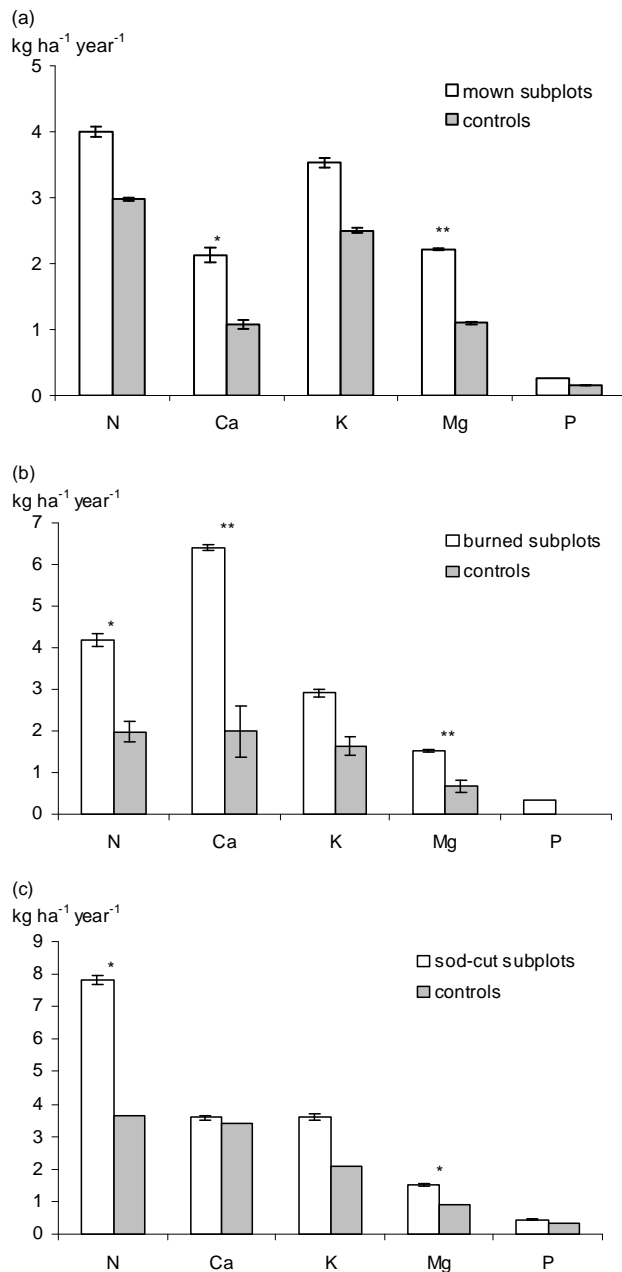 (a)
kg ha⁻¹ year⁻¹
5
mown subplots
4
controls
3
*
**
2
1
0
N Ca K Mg P
(b)
kg ha⁻¹ year⁻¹
7
**
burned subplots
6
controls
5
*
4
3
2
**
1
0
N Ca K Mg P
(c)
kg ha⁻¹ year⁻¹
9
sod-cut subplots
*
8
controls
7
6
5
4
3
2
*
1
0
N Ca K Mg P